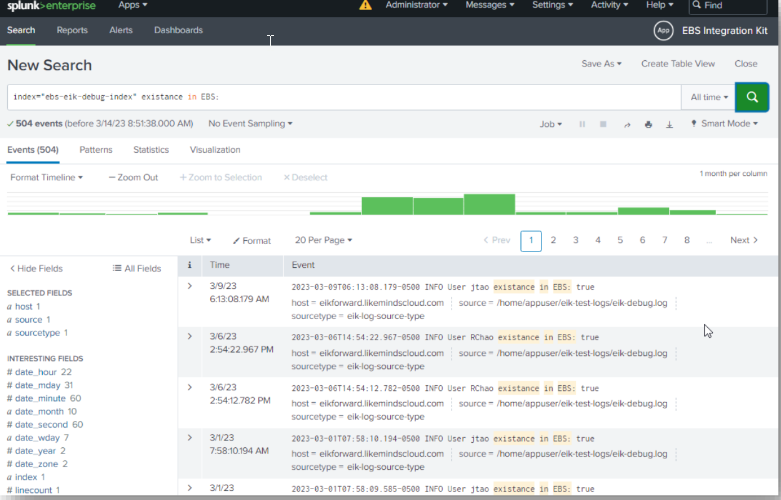 splunk>enterprise Apps Administrator Messages Settings Activity Help Find
Search Reports Alerts Dashboards App EBS Integration Kit
New Search Save As Create Table View Close
index="ebs-eik-debug-index" existance in EBS: All time
504 events (before 3/14/23 8:51:38.000 AM) No Event Sampling Job Smart Mode
Events (504) Patterns Statistics Visualization
Format Timeline Zoom Out + Zoom to Selection Deselect 1 month per column
List Format 20 Per Page < Prev 1 2 3 4 5 6 7 8 ... Next >
< Hide Fields All Fields i Time Event
SELECTED FIELDS
a host 1
a source 1
a sourcetype 1
INTERESTING FIELDS
# date_hour 22
# date_mday 31
# date_minute 60
# date_month 10
# date_second 60
a date_wday 7
# date_year 2
# date_zone 2
a index 1
# linecount 1
> 3/9/23 2023-03-09T06:13:08.179-0500 INFO User jtao existance in EBS: true
6:13:08.179 AM host = eikforward.likemindscloud.com source = /home/appuser/eik-test-logs/eik-debug.log
sourcetype = eik-log-source-type
> 3/6/23 2023-03-06T14:54:22.967-0500 INFO User RChao existance in EBS: true
2:54:22.967 PM host = eikforward.likemindscloud.com source = /home/appuser/eik-test-logs/eik-debug.log
sourcetype = eik-log-source-type
> 3/6/23 2023-03-06T14:54:12.782-0500 INFO User RChao existance in EBS: true
2:54:12.782 PM host = eikforward.likemindscloud.com source = /home/appuser/eik-test-logs/eik-debug.log
sourcetype = eik-log-source-type
> 3/1/23 2023-03-01T07:58:10.194-0500 INFO User jtao existance in EBS: true
7:58:10.194 AM host = eikforward.likemindscloud.com source = /home/appuser/eik-test-logs/eik-debug.log
sourcetype = eik-log-source-type
> 3/1/23 2023-03-01T07:58:09.585-0500 INFO User jtao existance in EBS: true